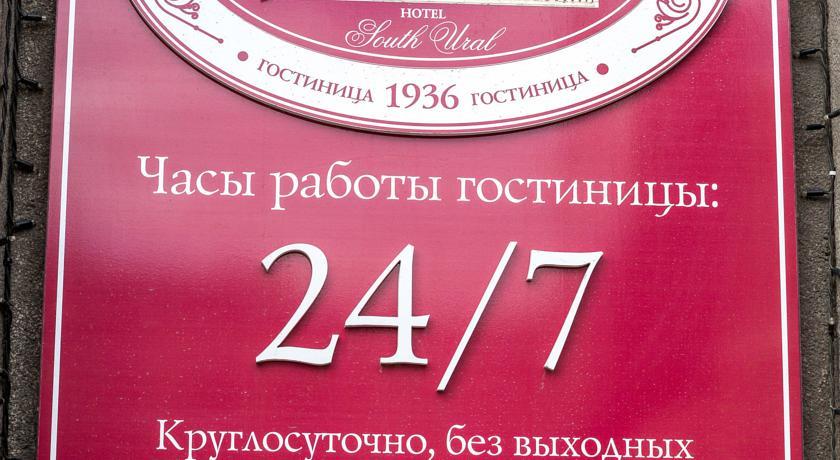 HOTEL
South Ural
• ГОСТИНИЦА 1936 ГОСТИНИЦА •
Часы работы гостиницы:
24/7
Круглосуточно, без выходных